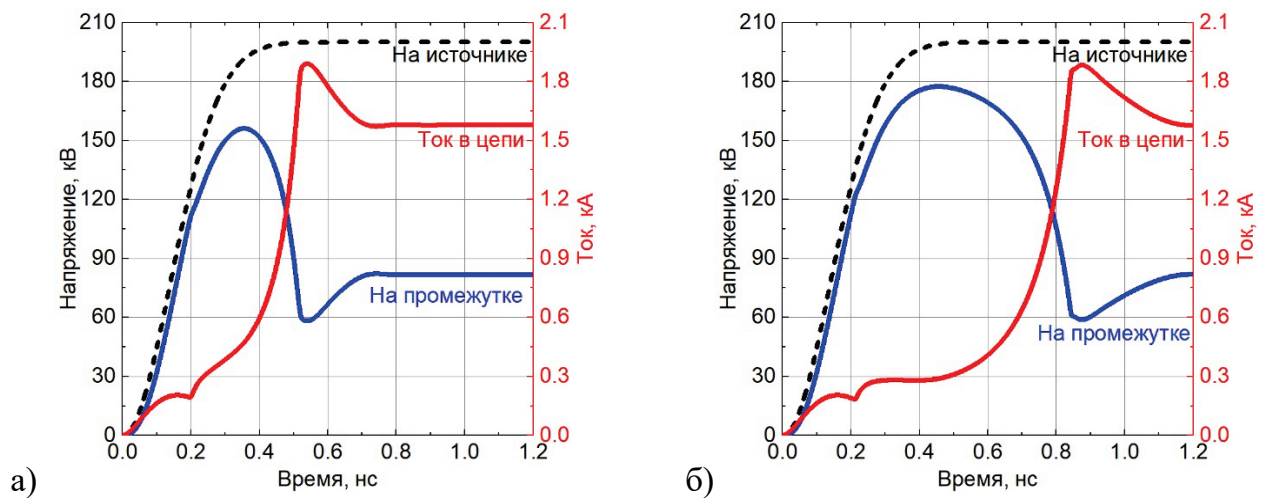 210
180
150
120
90
60
30
0
Напряжение, кВ
2.1
1.8
1.5
1.2
0.9
0.6
0.3
0.0
Ток, кА
На источнике
Ток в цепи
На промежутке
0.0 0.2 0.4 0.6 0.8 1.0 1.2
Время, нс
а)
210
180
150
120
90
60
30
0
Напряжение, кВ
2.1
1.8
1.5
1.2
0.9
0.6
0.3
0.0
Ток, кА
На источнике
Ток в цепи
На промежутке
0.0 0.2 0.4 0.6 0.8 1.0 1.2
Время, нс
б)